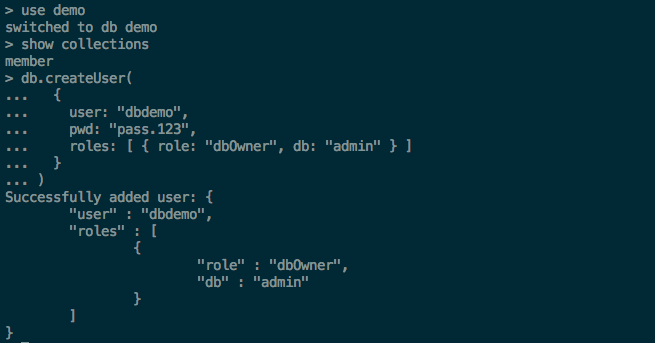 > use demo
switched to db demo
> show collections
member
> db.createUser(
...   {
...     user: "dbdemo",
...     pwd: "pass.123",
...     roles: [ { role: "dbOwner", db: "admin" } ]
...   }
... )
Successfully added user: {
        "user" : "dbdemo",
        "roles" : [
                {
                        "role" : "dbOwner",
                        "db" : "admin"
                }
        ]
}